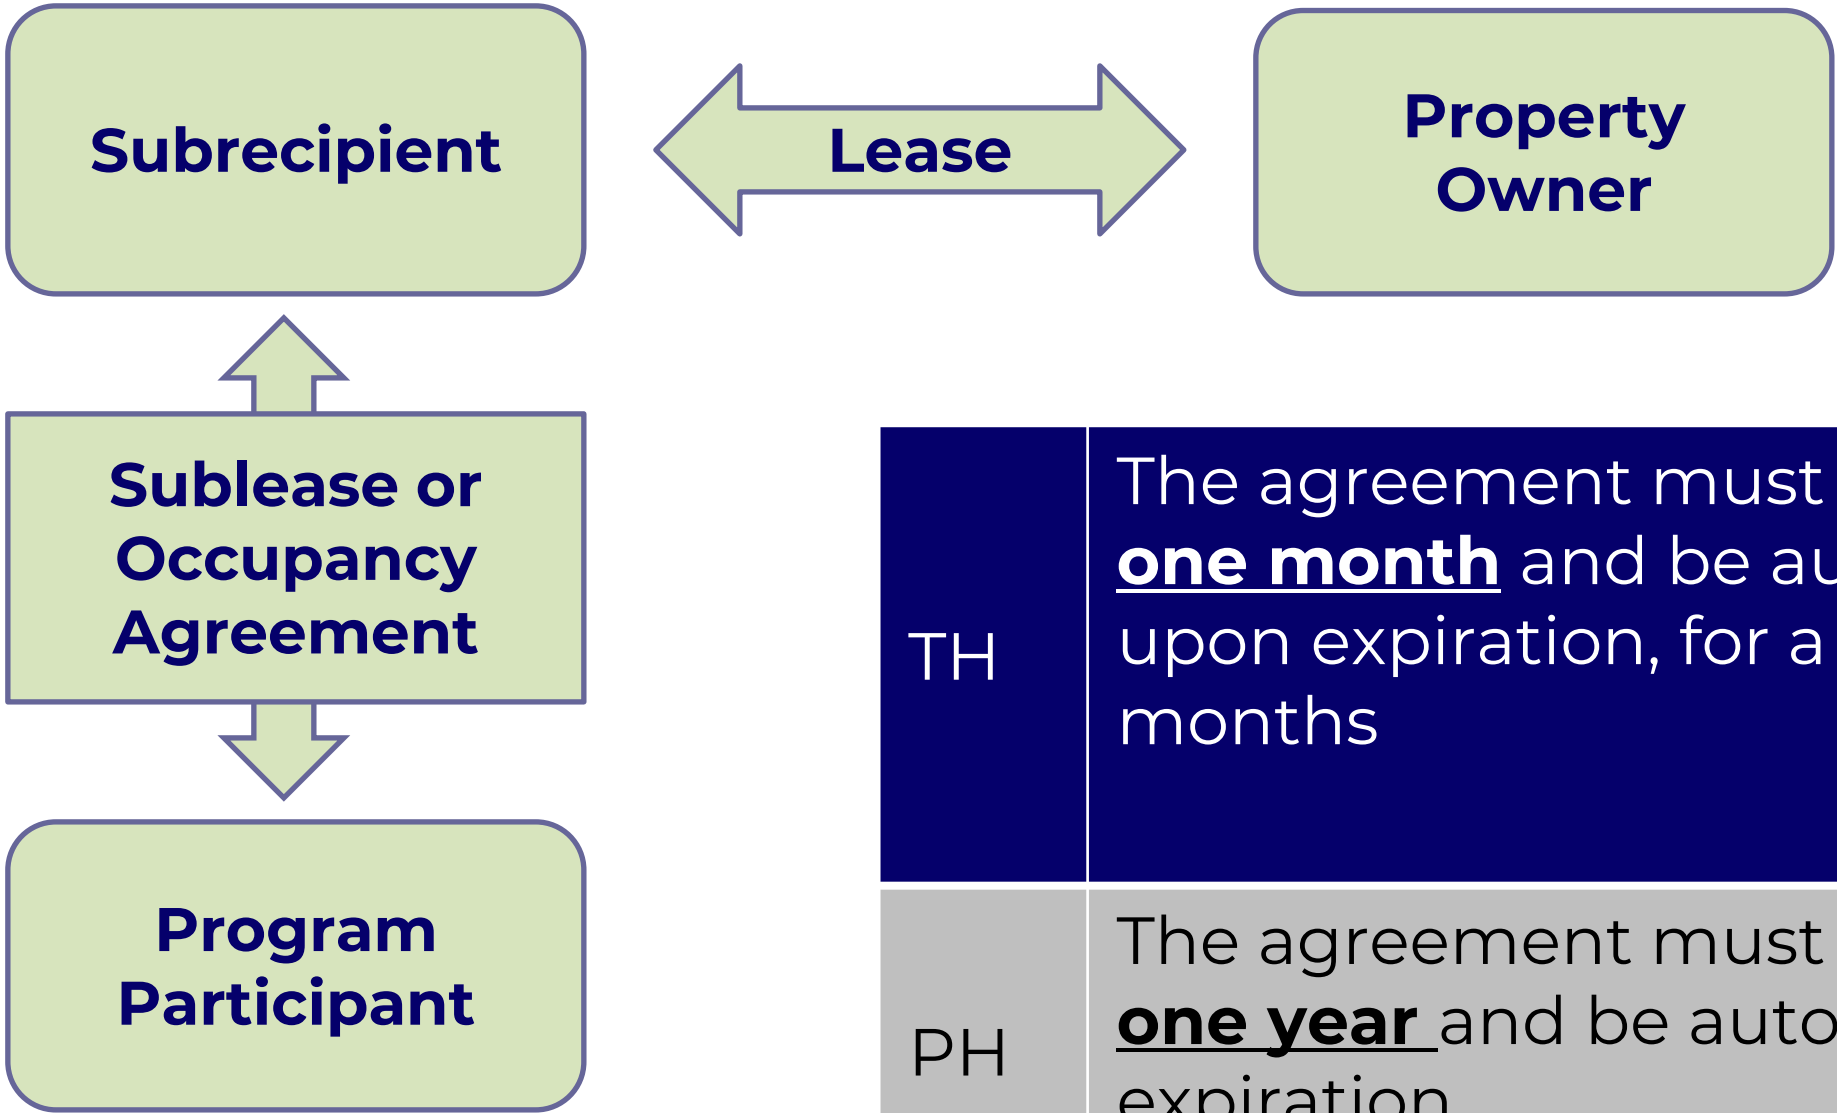 Subrecipient
Lease
Property
Owner
Sublease or
Occupancy
Agreement
Program
Participant
TH
The agreement must
one month and be au
upon expiration, for a
months
PH
The agreement must
one year and be auto
expiration